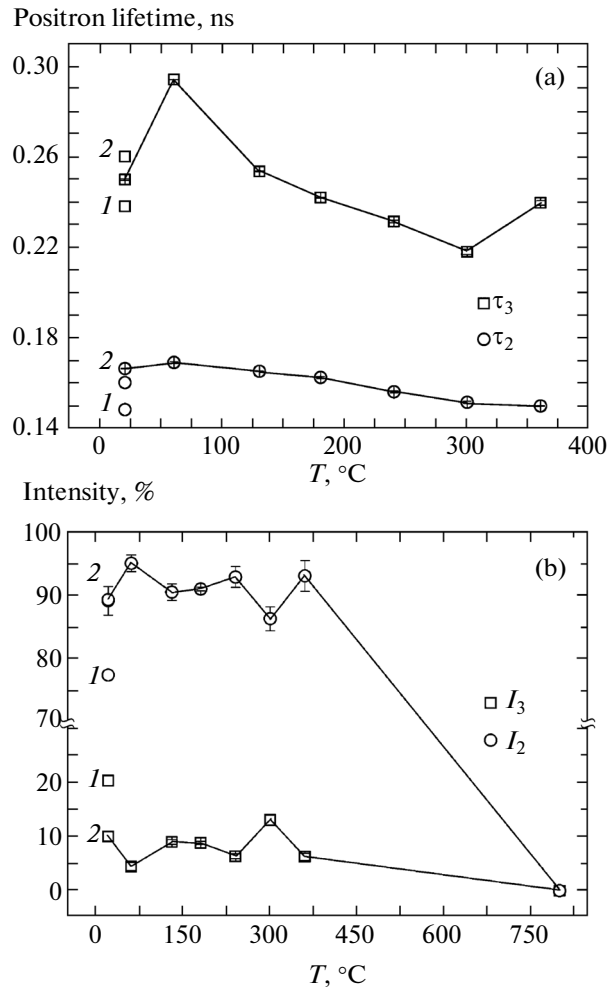 Positron lifetime, ns
0.30
(a)
0.26
2
1
0.22
τ3
0.18
τ2
2
1
0.14
0 100 200 300 400
T, °C
Intensity, %
100
(b)
2
90
80
1
I3
70
I2
20
1
10
2
0
0 150 300 450 600 750
T, °C